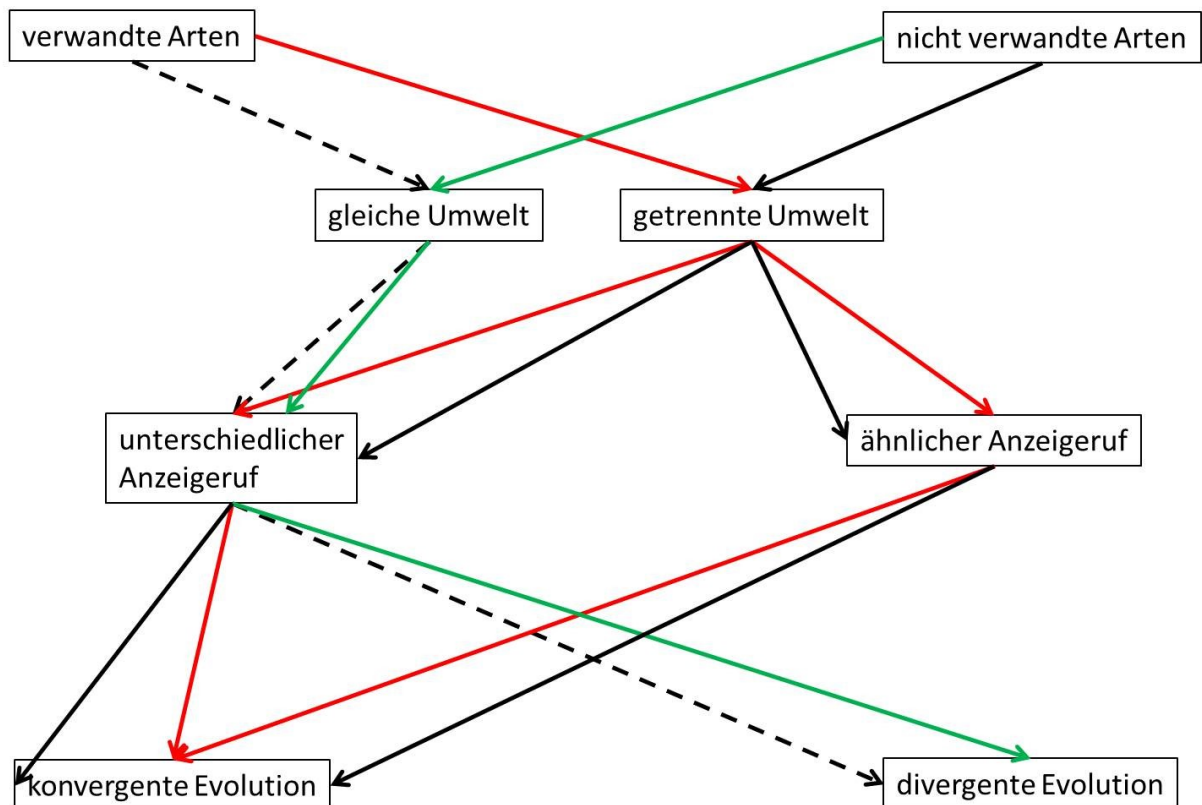 verwandte Arten
nicht verwandte Arten
gleiche Umwelt
getrennte Umwelt
unterschiedlicher
Anzeigeruf
ähnlicher Anzeigeruf
konvergente Evolution
divergente Evolution